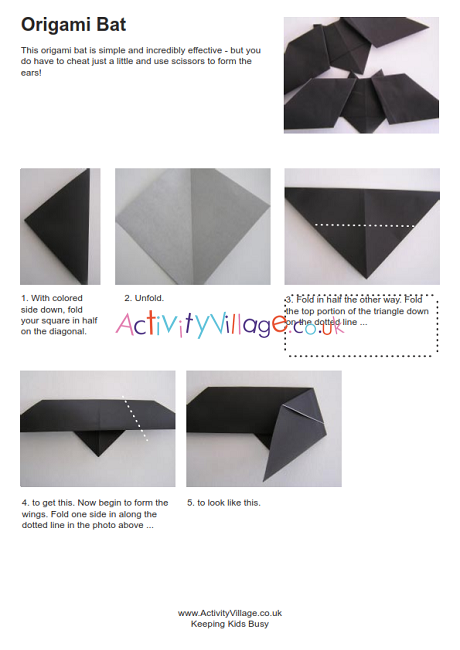 Origami Bat
This origami bat is simple and incredibly effective - but you
do have to cheat just a little and use scissors to form the
ears!
1. With colored
side down, fold
your square in half
on the diagonal.
2. Unfold.
3. Fold in half the other way. Fold
the top portion of the triangle down
on the dotted line ...
ActivityVillage.co.uk
4. to get this. Now begin to form the
wings. Fold one side in along the
dotted line in the photo above ...
5. to look like this.
www.ActivityVillage.co.uk
Keeping Kids Busy